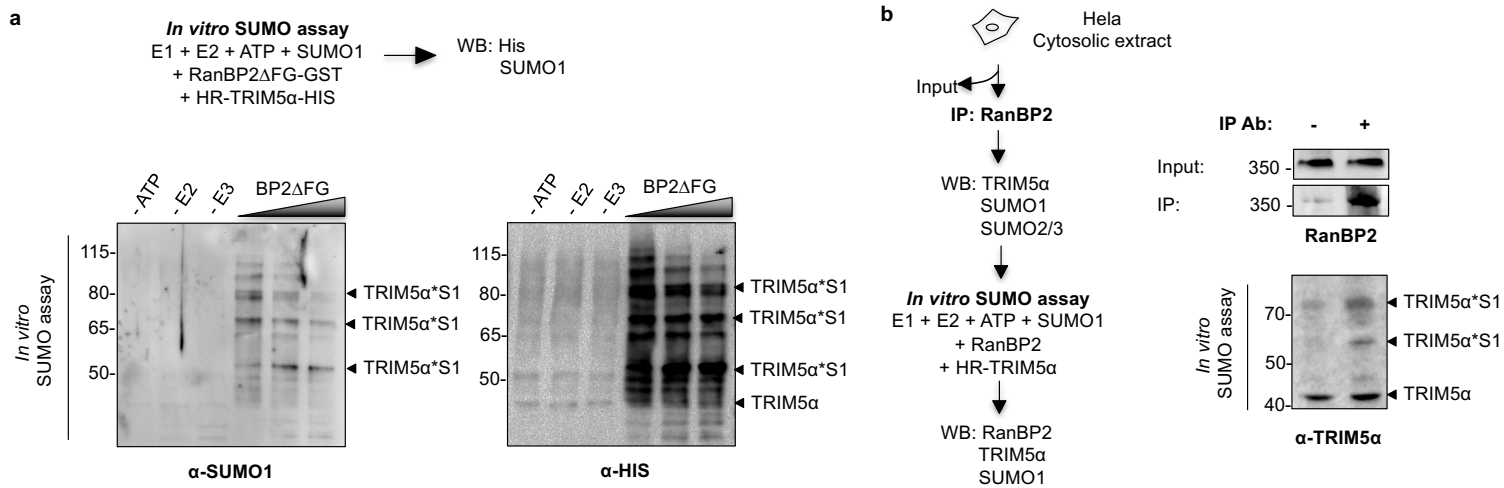 a
In vitro SUMO assay
E1 + E2 + ATP + SUMO1
+ RanBP2ΔFG-GST
+ HR-TRIM5α-HIS
WB: His
SUMO1
- ATP
- E2
- E3
BP2ΔFG
In vitro
SUMO assay
115-
80-
65-
50-
TRIM5α*S1
TRIM5α*S1
TRIM5α*S1
α-SUMO1
- ATP
- E2
- E3
BP2ΔFG
115-
80-
65-
50-
TRIM5α*S1
TRIM5α*S1
TRIM5α*S1
TRIM5α
α-HIS
b
Hela
Cytosolic extract
Input
IP: RanBP2
WB: TRIM5α
SUMO1
SUMO2/3
In vitro SUMO assay
E1 + E2 + ATP + SUMO1
+ RanBP2
+ HR-TRIM5α
WB: RanBP2
TRIM5α
SUMO1
IP Ab: - +
Input: 350 -
IP: 350 -
RanBP2
In vitro
SUMO assay
70-
50-
40-
TRIM5α*S1
TRIM5α*S1
TRIM5α
α-TRIM5α